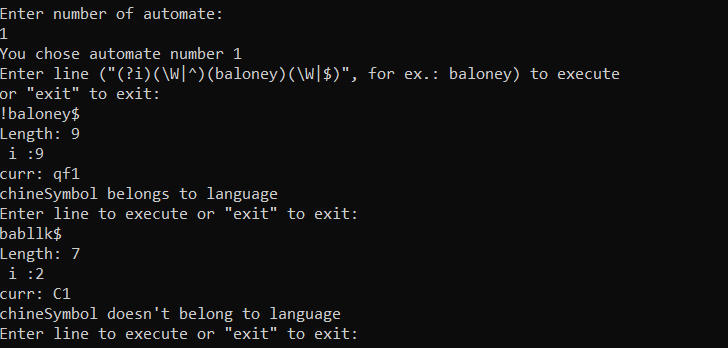 Enter number of automate:
1
You chose automate number 1
Enter line ("(?i)(\W|^)(baloney)(\W|$)", for ex.: baloney) to execute
or "exit" to exit:
!baloney$
Length: 9
 i :9
curr: qf1
chineSymbol belongs to language
Enter line to execute or "exit" to exit:
babllk$
Length: 7
 i :2
curr: C1
chineSymbol doesn't belong to language
Enter line to execute or "exit" to exit: